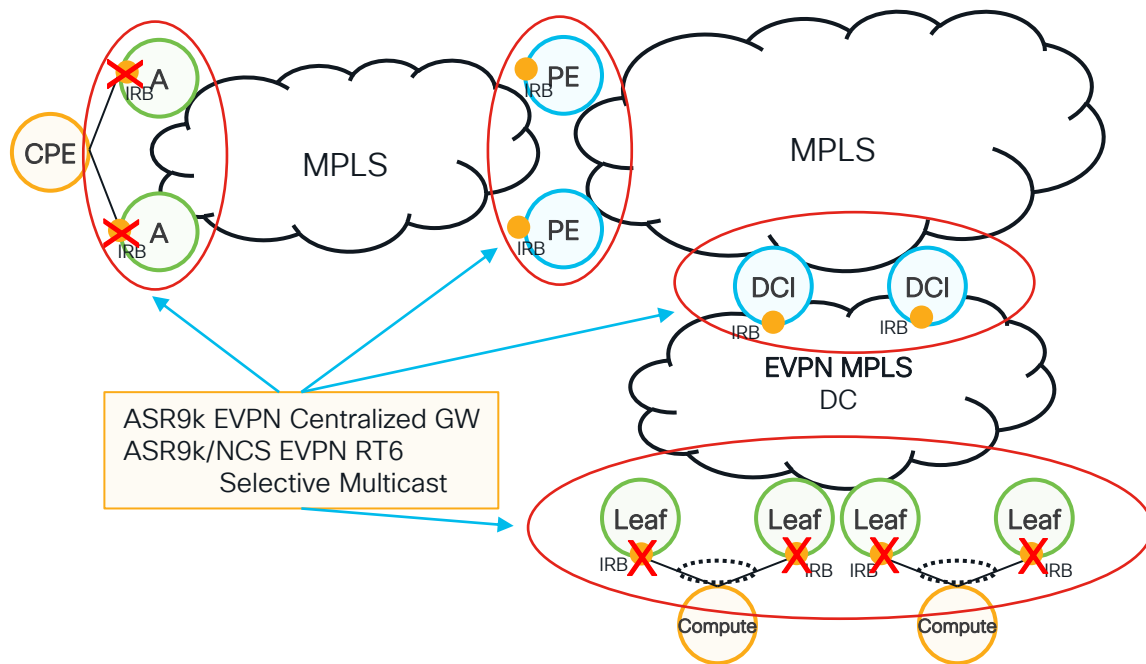 A
IRB
PE
IRB
CPE
MPLS
MPLS
A
IRB
PE
IRB
DCI
DCI
IRB
IRB
EVPN MPLS
DC
ASR9k EVPN Centralized GW
ASR9k/NCS EVPN RT6
Selective Multicast
Leaf
Leaf
Leaf
Leaf
IRB
IRB
IRB
IRB
Compute
Compute